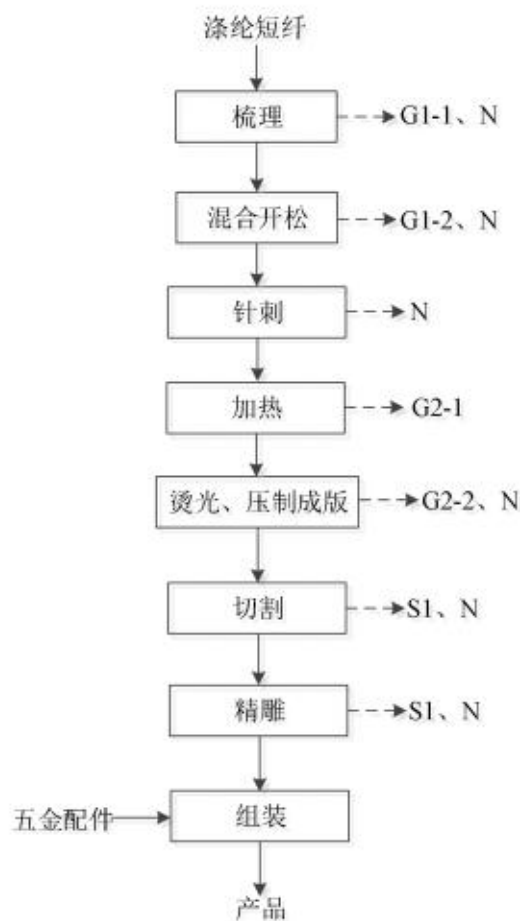 涤纶短纤
梳理
G1-1、N
混合开松
G1-2、N
针刺
N
加热
G2-1
烫光、压制成版
G2-2、N
切割
S1、N
精雕
S1、N
五金配件
组装
产品